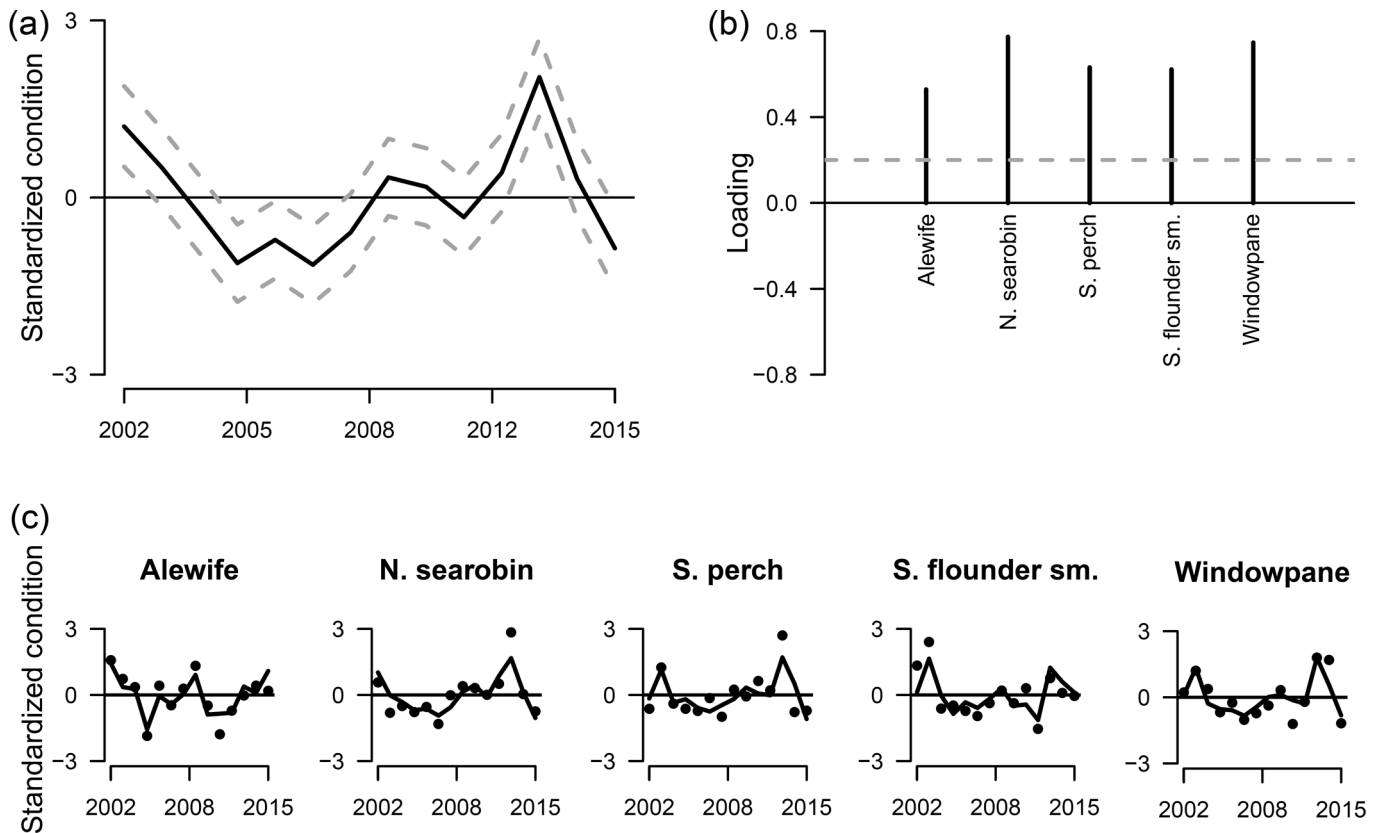 (a)
Standardized condition
3
0
−3
2002 2005 2008 2012 2015
(b)
Loading
0.8
0.4
0.0
−0.4
−0.8
Alewife
N. searobin
S. perch
S. flounder sm.
Windowpane
(c)
Standardized condition
Alewife
3
0
−3
2002 2008 2015
N. searobin
3
0
−3
2002 2008 2015
S. perch
3
0
−3
2002 2008 2015
S. flounder sm.
3
0
−3
2002 2008 2015
Windowpane
3
0
−3
2002 2008 2015